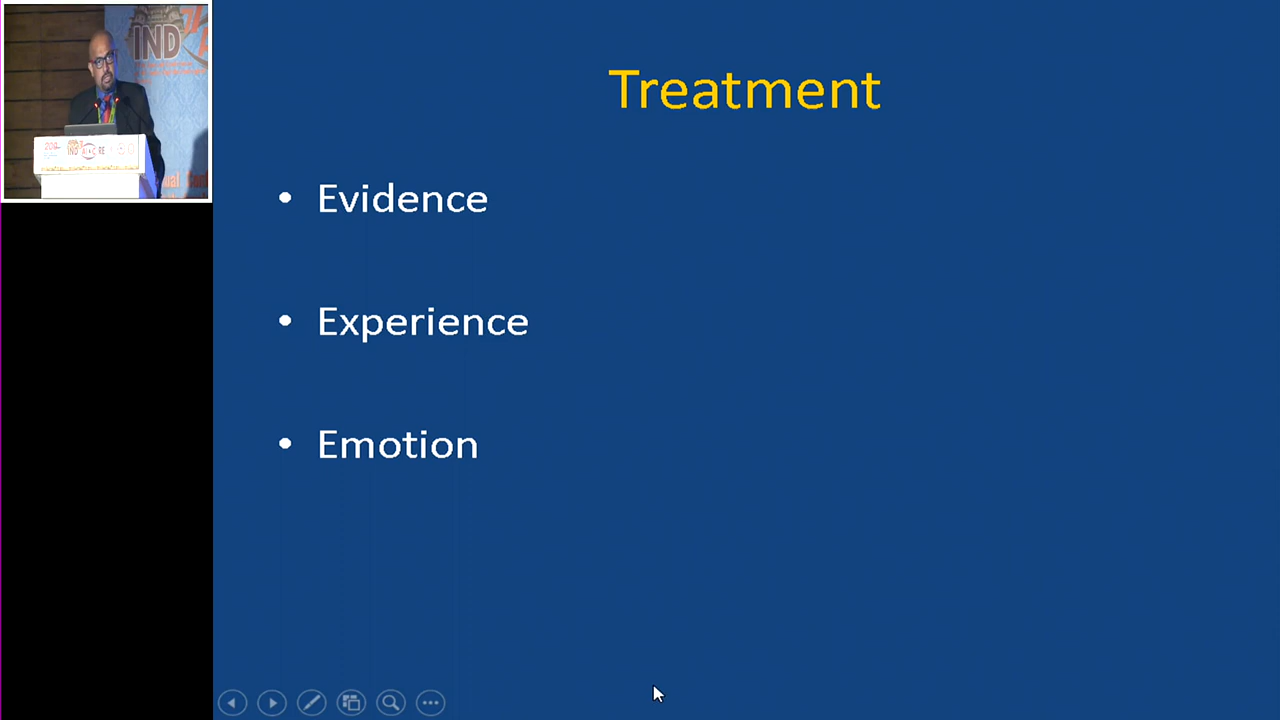 IND
Treatment
• Evidence
• Experience
• Emotion